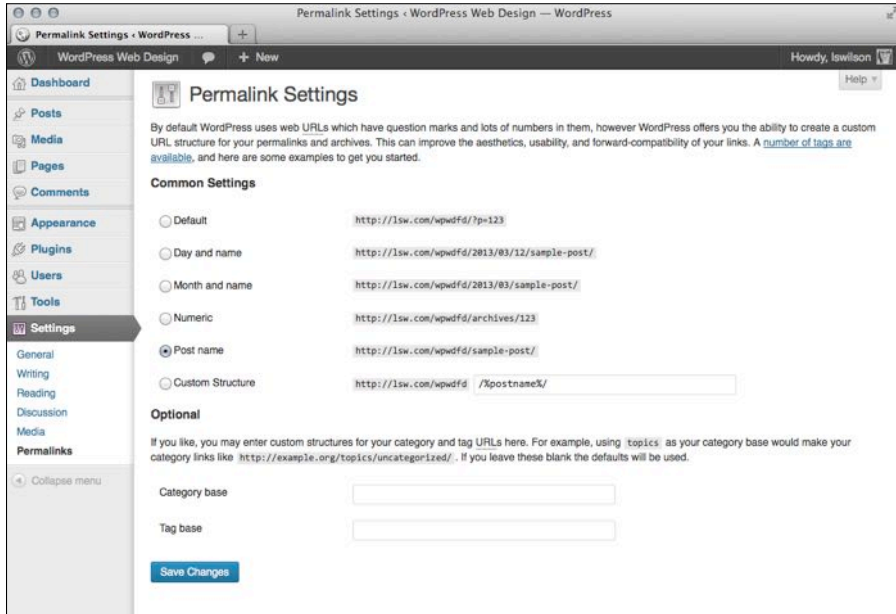 Permalink Settings ‹ WordPress Web Design — WordPress
Permalink Settings ‹ WordPress ...
+
WordPress Web Design
+ New
Howdy, lswilson
Help
Dashboard
Posts
Media
Pages
Comments
Appearance
Plugins
Users
Tools
Settings
General
Writing
Reading
Discussion
Media
Permalinks
Collapse menu
Permalink Settings
By default WordPress uses web URLs which have question marks and lots of numbers in them, however WordPress offers you the ability to create a custom
URL structure for your permalinks and archives. This can improve the aesthetics, usability, and forward-compatibility of your links. A number of tags are
available, and here are some examples to get you started.
Common Settings
Default http://lsw.com/wpwdfd/?p=123
Day and name http://lsw.com/wpwdfd/2013/03/12/sample-post/
Month and name http://lsw.com/wpwdfd/2013/03/sample-post/
Numeric http://lsw.com/wpwdfd/archives/123
Post name http://lsw.com/wpwdfd/sample-post/
Custom Structure http://lsw.com/wpwdfd /%postname%/
Optional
If you like, you may enter custom structures for your category and tag URLs here. For example, using topics as your category base would make your
category links like http://example.org/topics/uncategorized/ . If you leave these blank the defaults will be used.
Category base
Tag base
Save Changes